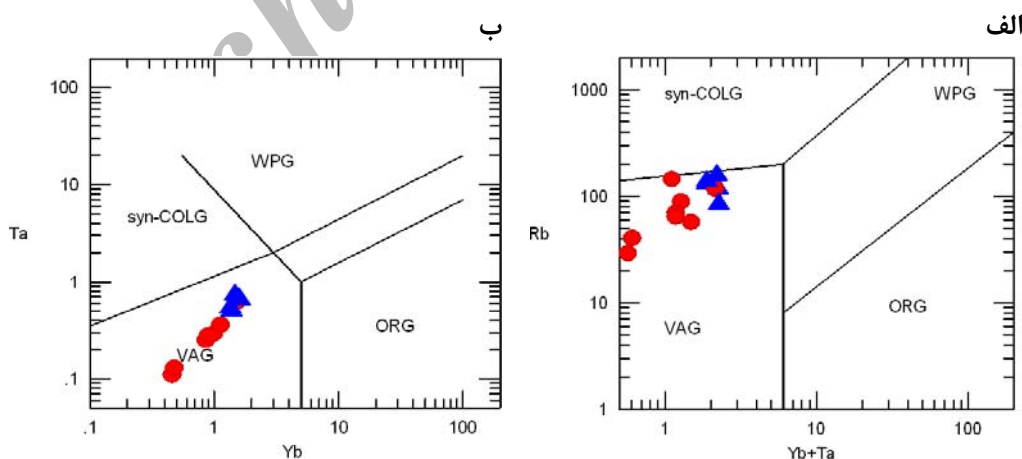 ب
الف
Ta
100
10
1
.1
WPG
syn-COLG
VAG
ORG
.1
1
10
100
Yb
Rb
1000
100
10
1
syn-COLG
WPG
VAG
ORG
1
10
100
Yb+Ta